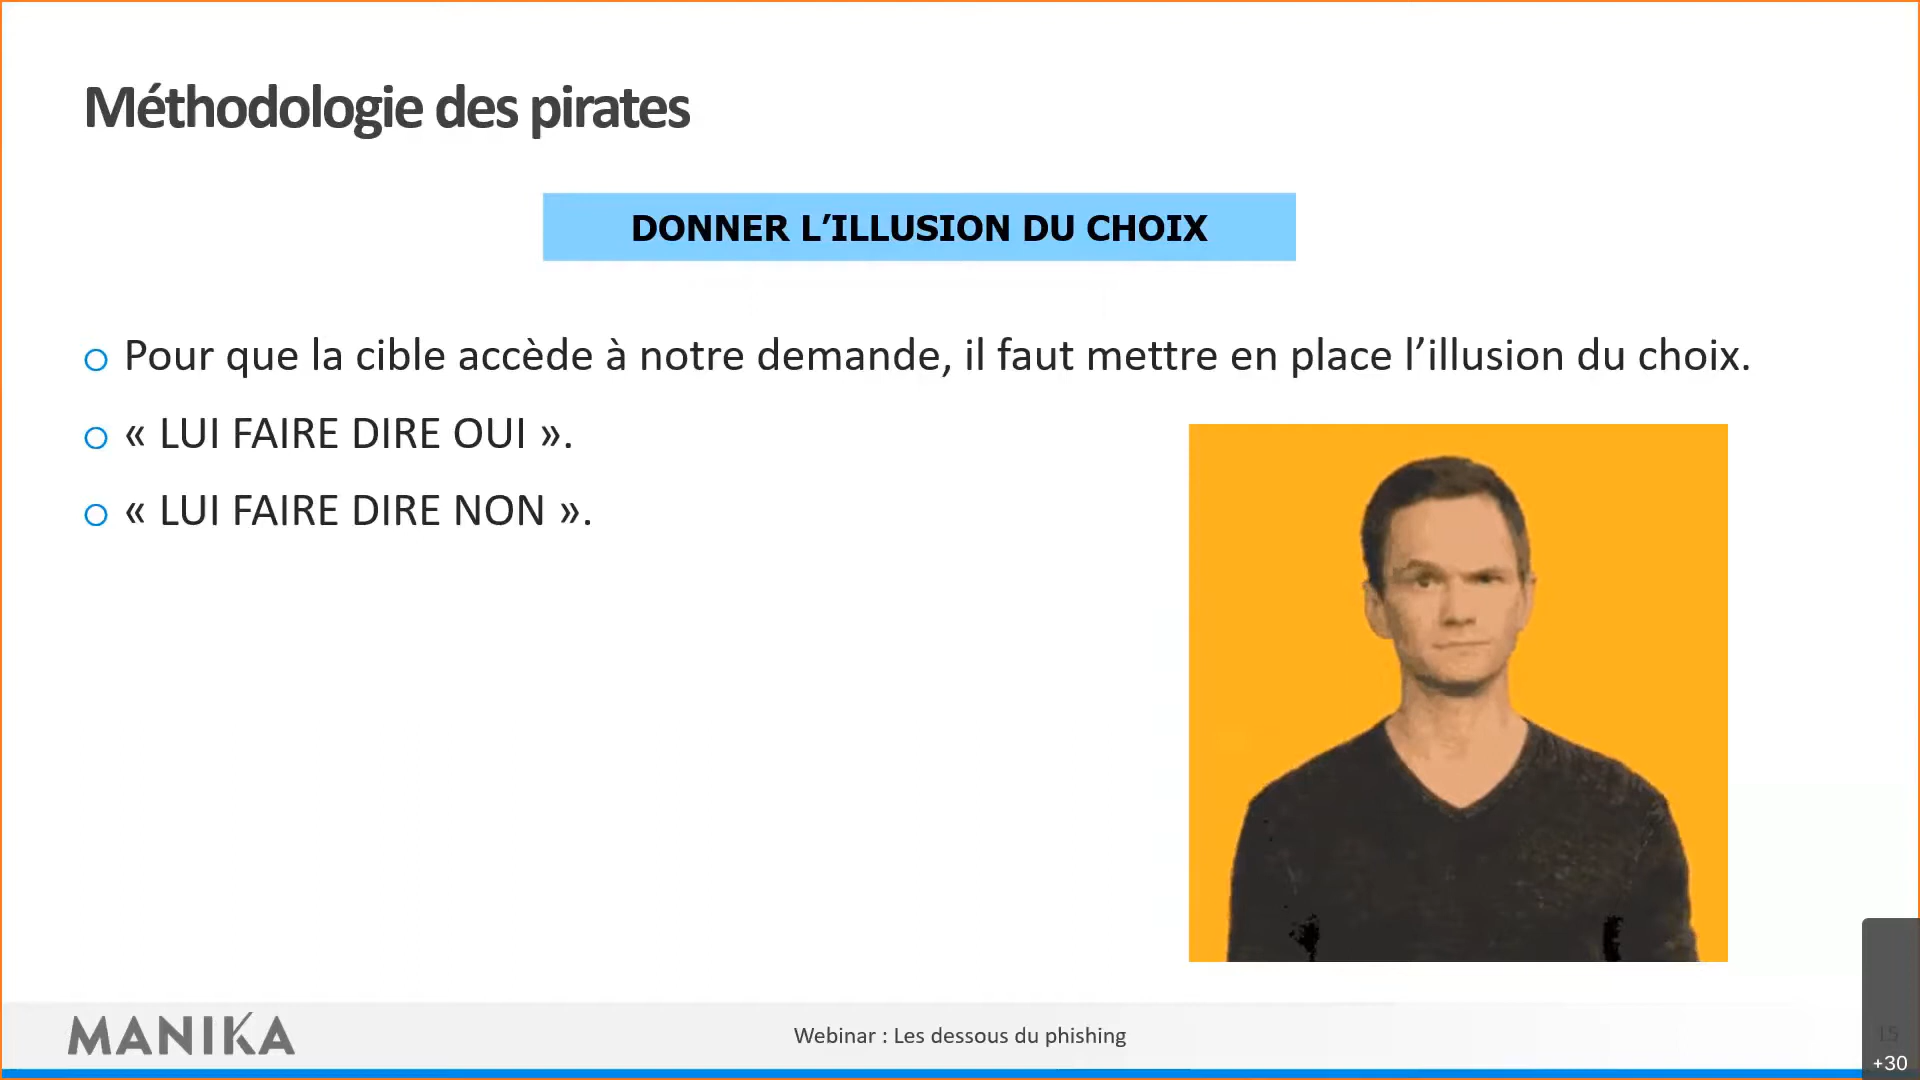 Méthodologie des pirates
DONNER L’ILLUSION DU CHOIX
Pour que la cible accède à notre demande, il faut mettre en place l’illusion du choix.
« LUI FAIRE DIRE OUI ».
« LUI FAIRE DIRE NON ».
MANIKA
Webinar : Les dessous du phishing
15
+30